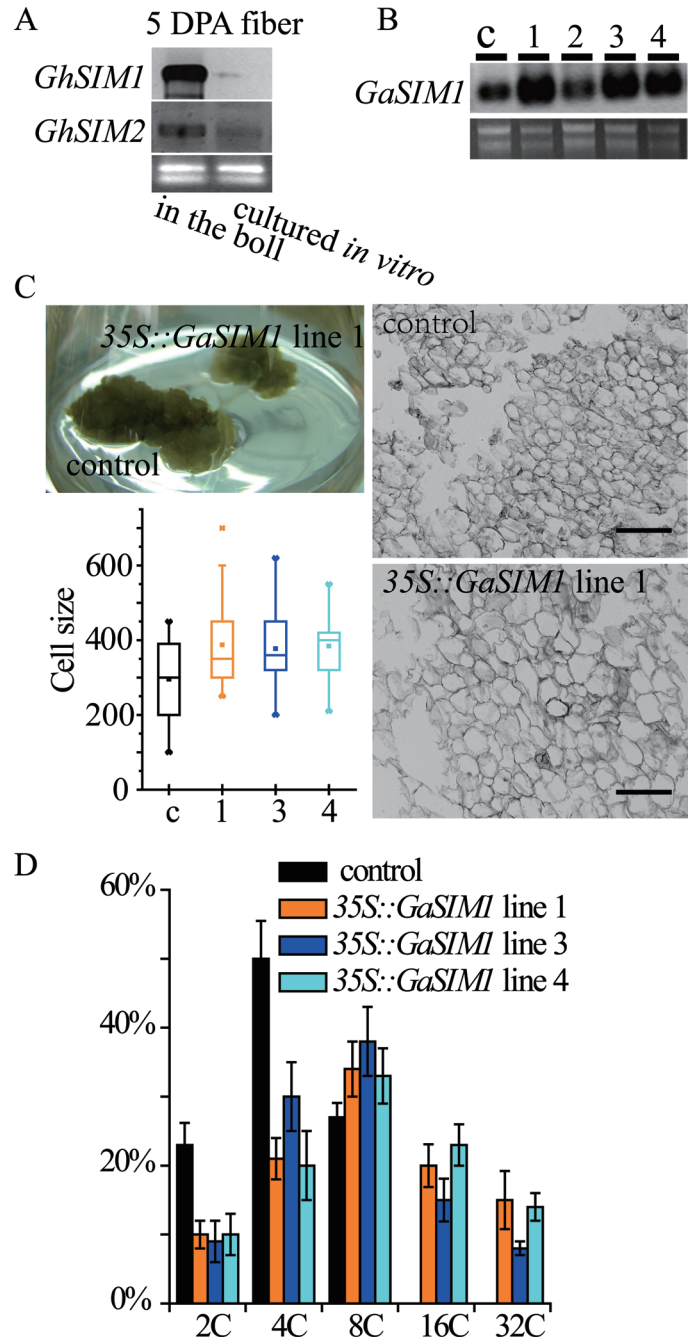 A
5 DPA fiber
GhSIM1
GhSIM2
in the boll
cultured in vitro
B
c 1 2 3 4
GaSIM1
C
35S::GaSIM1 line 1
control
control
35S::GaSIM1 line 1
600
400
200
0
Cell size
c 1 3 4
D
60%
40%
20%
0%
control
35S::GaSIM1 line 1
35S::GaSIM1 line 3
35S::GaSIM1 line 4
2C 4C 8C 16C 32C